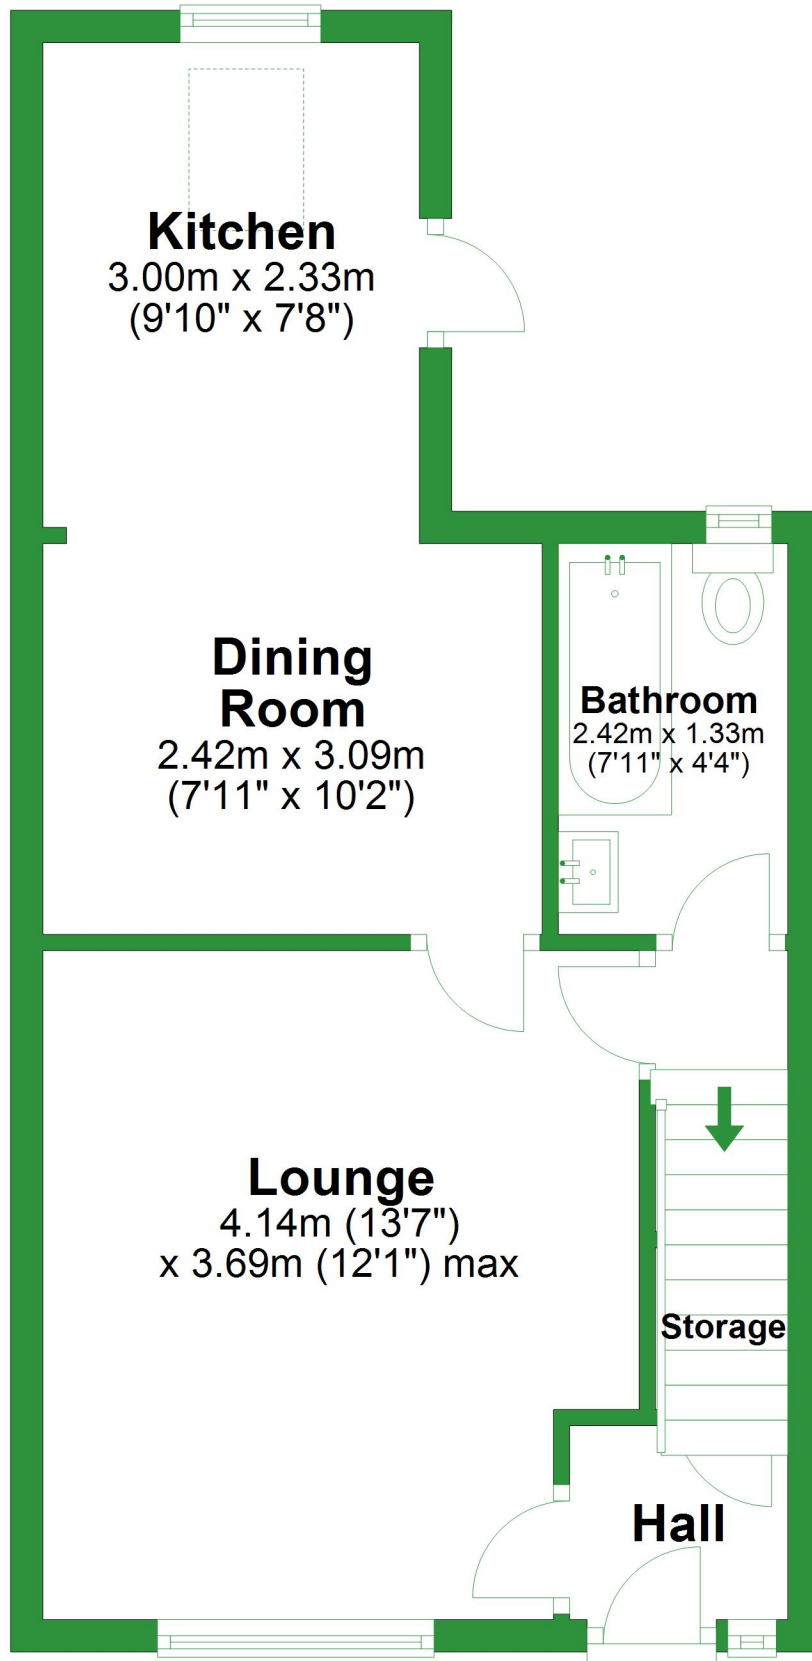 Kitchen
3.00m x 2.33m
(9'10" x 7'8")
Dining
Room
2.42m x 3.09m
(7'11" x 10'2")
Bathroom
2.42m x 1.33m
(7'11" x 4'4")
Lounge
4.14m (13'7")
x 3.69m (12'1") max
Storage
Hall